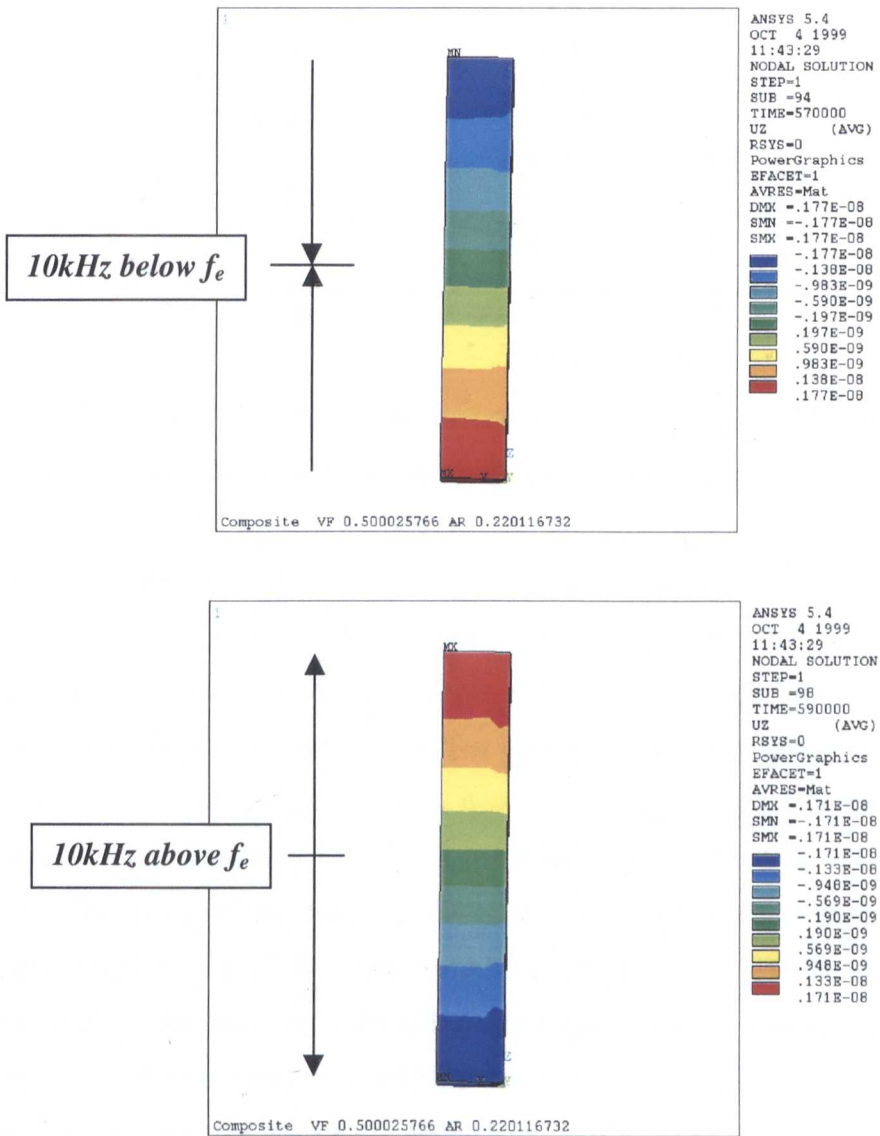 1
ANSYS 5.4
OCT 4 1999
11:43:29
NODAL SOLUTION
STEP=1
SUB =94
TIME=570000
UZ (AVG)
RSYS=0
PowerGraphics
EFACET=1
AVRES=Mat
DMX =.177E-08
SMN =-.177E-08
SMX =.177E-08
-.177E-08
-.138E-08
-.983E-09
-.590E-09
-.197E-09
.197E-09
.590E-09
.983E-09
.138E-08
.177E-08
MN
10kHz below fe
MX
Z
Composite VF 0.500025766 AR 0.220116732
1
ANSYS 5.4
OCT 4 1999
11:43:29
NODAL SOLUTION
STEP=1
SUB =98
TIME=590000
UZ (AVG)
RSYS=0
PowerGraphics
EFACET=1
AVRES=Mat
DMX =.171E-08
SMN =-.171E-08
SMX =.171E-08
-.171E-08
-.133E-08
-.948E-09
-.569E-09
-.190E-09
.190E-09
.569E-09
.948E-09
.133E-08
.171E-08
MX
10kHz above fe
MN
Z
Composite VF 0.500025766 AR 0.220116732